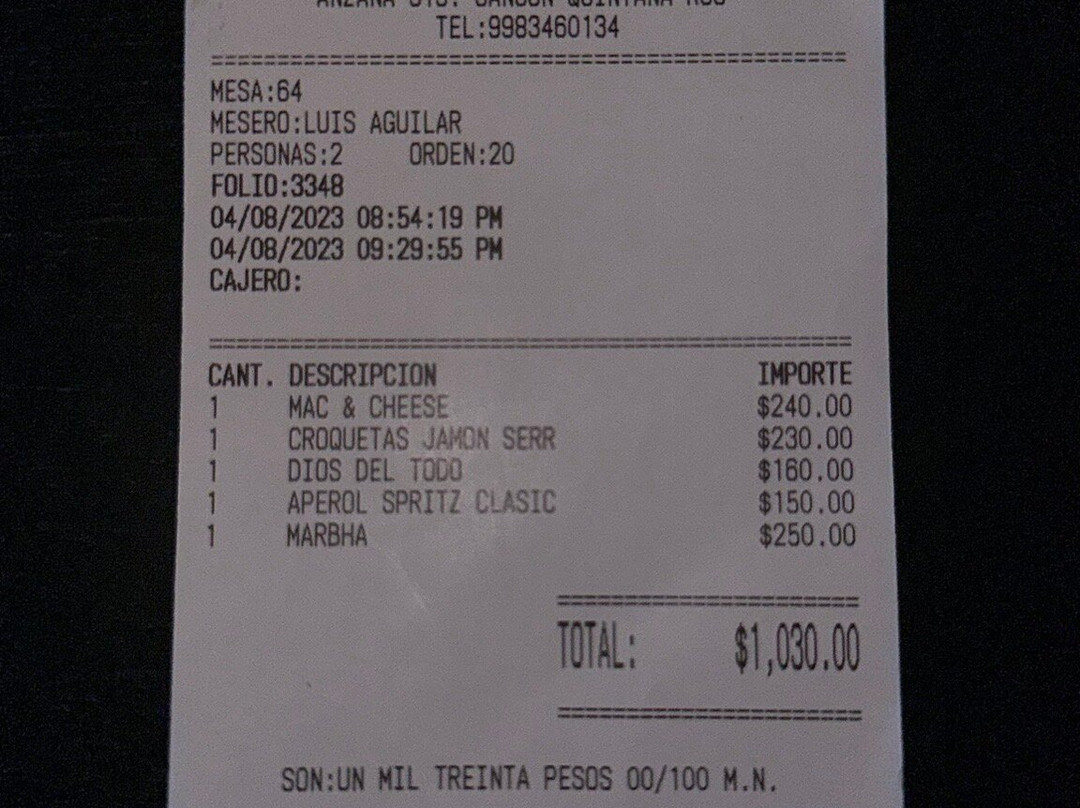 TEL:9983460134
================================================
MESA:64
MESERO:LUIS AGUILAR
PERSONAS:2 ORDEN:20
FOLIO:3348
04/08/2023 08:54:19 PM
04/08/2023 09:29:55 PM
CAJERO:
================================================
CANT. DESCRIPCION IMPORTE
1 MAC & CHEESE $240.00
1 CROQUETAS JAMON SERR $230.00
1 DIOS DEL TODO $160.00
1 APEROL SPRITZ CLASIC $150.00
1 MARBHA $250.00
=======================
TOTAL: $1,030.00
=======================
SON:UN MIL TREINTA PESOS 00/100 M.N.